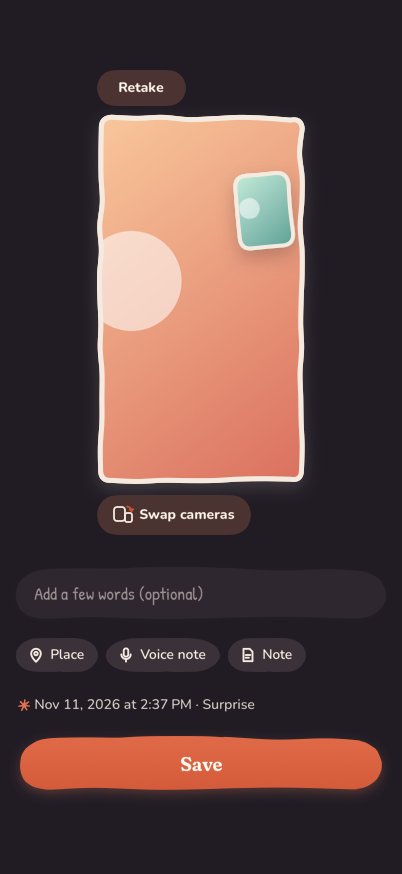 Retake
Swap cameras
Add a few words (optional)
Place
Voice note
Note
Nov 11, 2026 at 2:37 PM · Surprise
Save